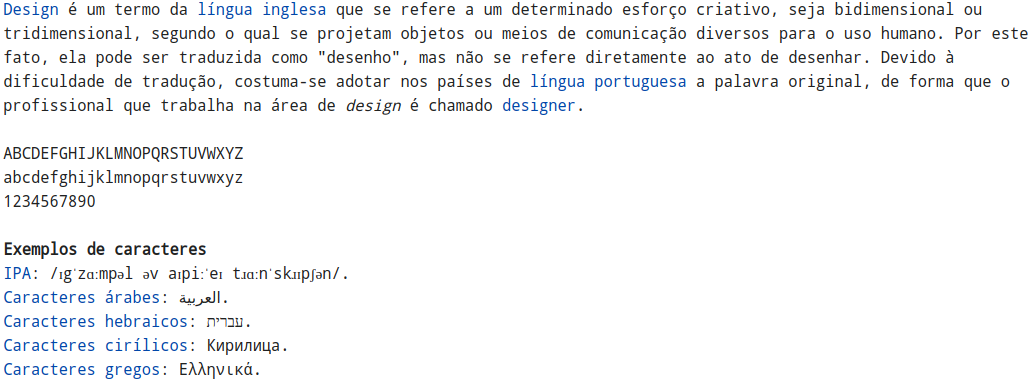 Design é um termo da língua inglesa que se refere a um determinado esforço criativo, seja bidimensional ou
tridimensional, segundo o qual se projetam objetos ou meios de comunicação diversos para o uso humano. Por este
fato, ela pode ser traduzida como "desenho", mas não se refere diretamente ao ato de desenhar. Devido à
dificuldade de tradução, costuma-se adotar nos países de língua portuguesa a palavra original, de forma que o
profissional que trabalha na área de design é chamado designer.
ABCDEFGHIJKLMNOPQRSTUVWXYZ
abcdefghijklmnopqrstuvwxyz
1234567890
Exemplos de caracteres
IPA: /ɪɡˈzɑːmpəl əv aɪpiːˈeɪ tɹɑːnˈskɹɪpʃən/.
Caracteres árabes: العربية.
Caracteres hebraicos: עברית.
Caracteres cirílicos: Кирилица.
Caracteres gregos: Ελληνικά.